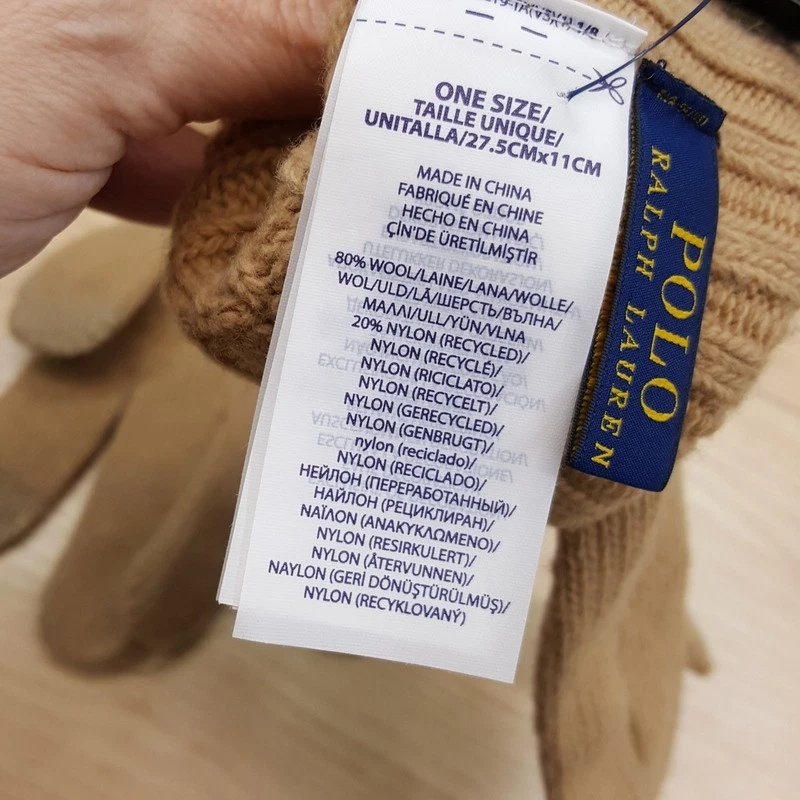 ONE SIZE/
TAILLE UNIQUE/
UNITALLA/27.5CMx11CM
MADE IN CHINA
FABRIQUÉ EN CHINE
HECHO EN CHINA
ÇİN'DE ÜRETİLMİŞTİR
80% WOOL/LAINE/LANA/WOLLE/
WOL/ULD/LÃ/ШЕРСТЬ/ВЪЛНА/
ΜΑΛΛΙ/ULL/YÜN/VLNA
20% NYLON (RECYCLED)/
NYLON (RECYCLÉ)/
NYLON (RICICLATO)/
NYLON (RECYCELT)/
NYLON (GERECYCLED)/
NYLON (GENBRUGT)/
nylon (reciclado)/
NYLON (RECICLADO)/
НЕЙЛОН (ПЕРЕРАБОТАННЫЙ)/
НАЙЛОН (РЕЦИКЛИРАН)/
ΝΑΪΛΟΝ (ΑΝΑΚΥΚΛΩΜΕΝΟ)/
NYLON (RESIRKULERT)/
NYLON (ÅTERVUNNEN)/
NAYLON (GERİ DÖNÜŞTÜRÜLMÜŞ)/
NYLON (RECYKLOVANÝ)
POLO
RALPH LAUREN